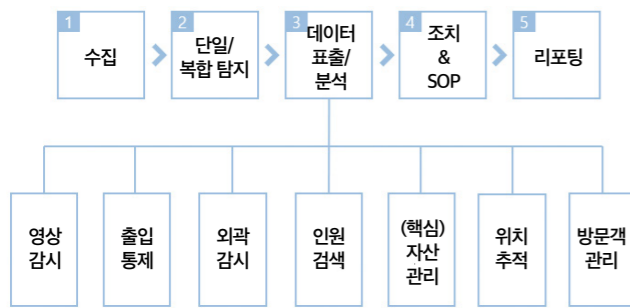 1
수집
2
단일/
복합 탐지
3
데이터
표출/
분석
4
조치
&
SOP
5
리포팅
영상
감시
출입
통제
외곽
감시
인원
검색
(핵심)
자산
관리
위치
추적
방문객
관리